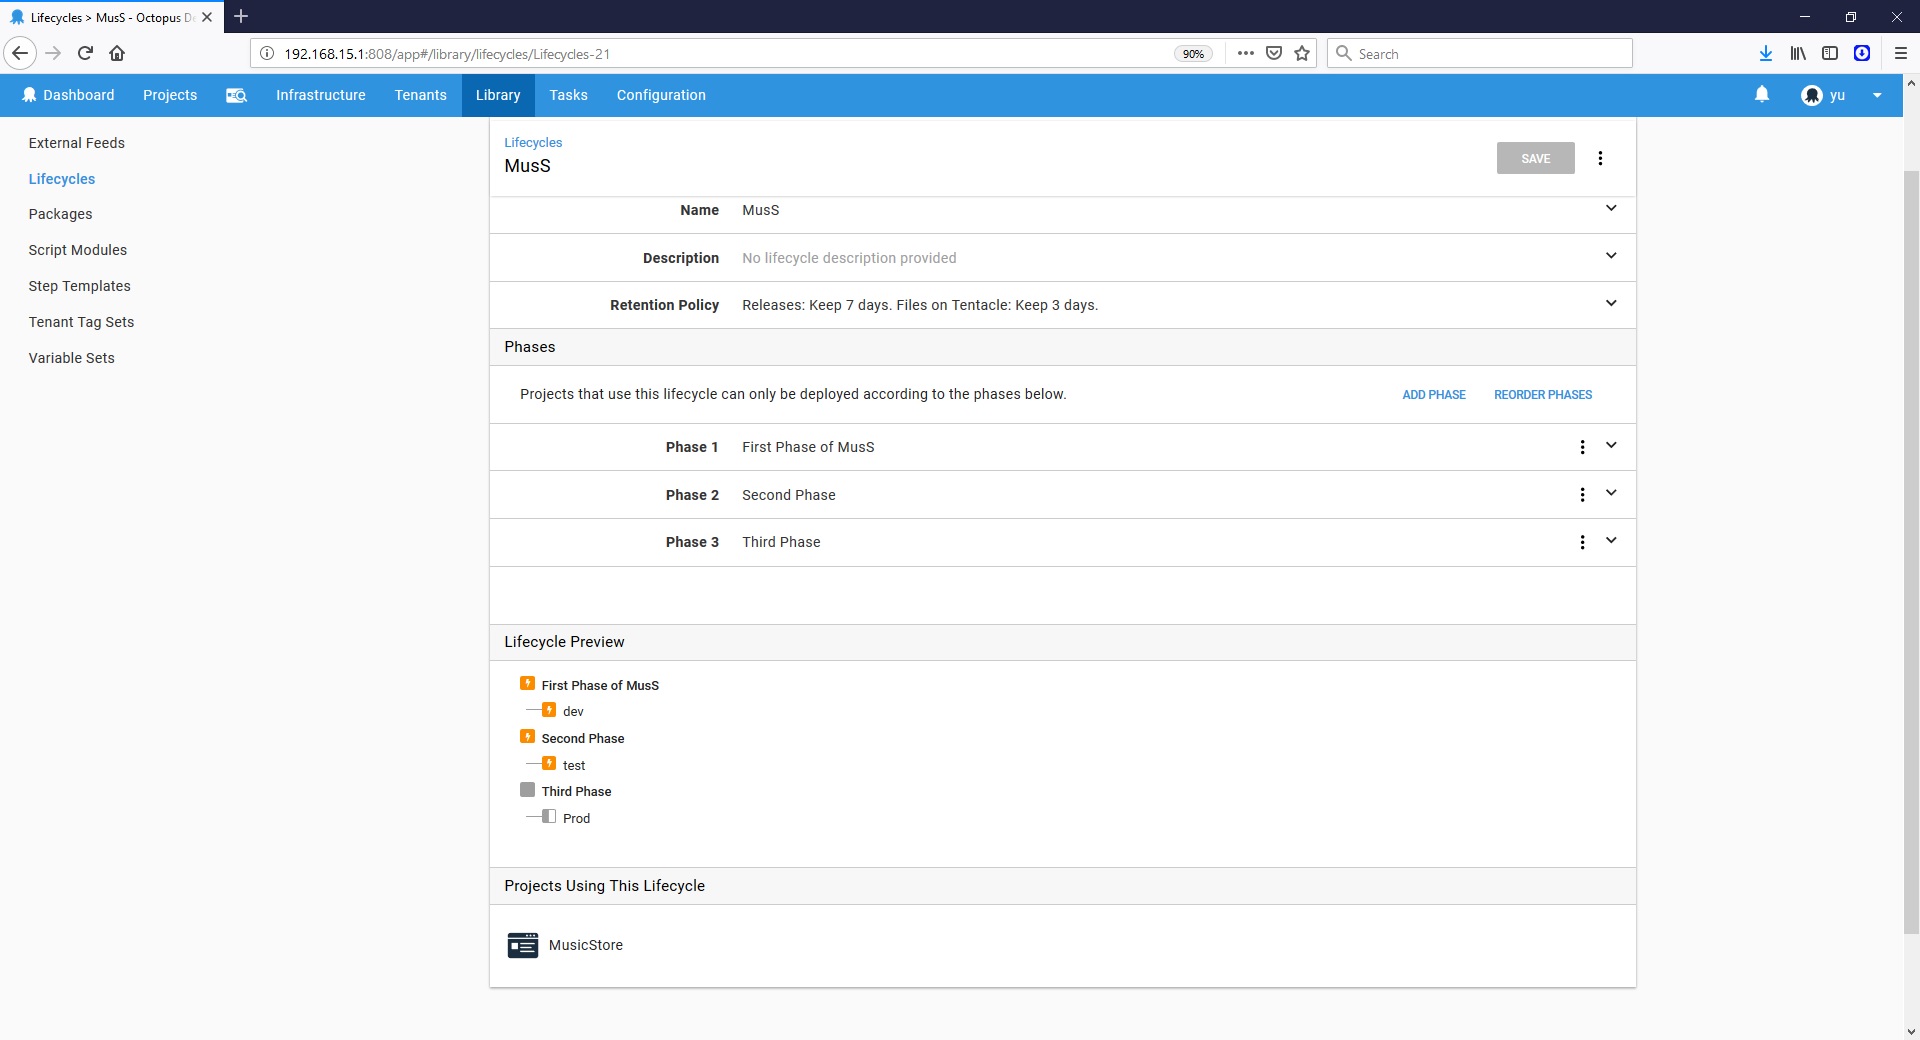 Lifecycles > MusS - Octopus D
192.168.15.1:808/app#/library/lifecycles/Lifecycles-21
90%
Search
Dashboard
Projects
Infrastructure
Tenants
Library
Tasks
Configuration
yu
External Feeds
Lifecycles
Packages
Script Modules
Step Templates
Tenant Tag Sets
Variable Sets
Lifecycles
MusS
SAVE
Name MusS
Description No lifecycle description provided
Retention Policy Releases: Keep 7 days. Files on Tentacle: Keep 3 days.
Phases
Projects that use this lifecycle can only be deployed according to the phases below.
ADD PHASE
REORDER PHASES
Phase 1 First Phase of MusS
Phase 2 Second Phase
Phase 3 Third Phase
Lifecycle Preview
First Phase of MusS
dev
Second Phase
test
Third Phase
Prod
Projects Using This Lifecycle
MusicStore